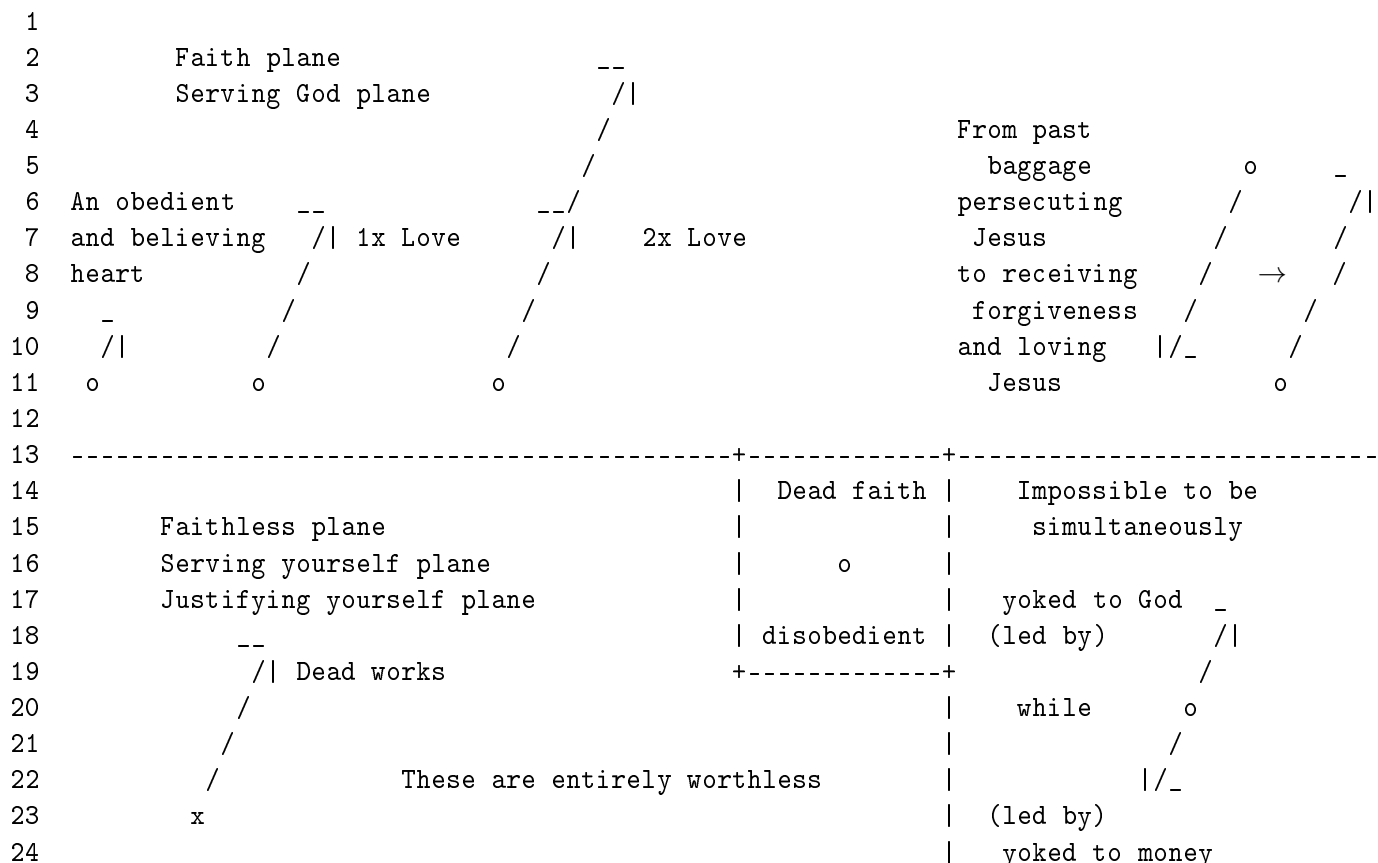 1
2 Faith plane __
3 Serving God plane /|
4 / From past
5 / baggage o _
6 An obedient __ __/ persecuting / /|
7 and believing /| 1x Love /| 2x Love Jesus / /
8 heart / / to receiving / → /
9 _ / / forgiveness / /
10 /| / / and loving |/_ /
11 o o o Jesus o
12
13 --------------------------------------------+-------------+----------------------------
14 | Dead faith | Impossible to be
15 Faithless plane | | simultaneously
16 Serving yourself plane | o |
17 Justifying yourself plane | | yoked to God _
18 __ | disobedient | (led by) /|
19 /| Dead works +-------------+ /
20 / | while o
21 / | /
22 / These are entirely worthless | |/_
23 x | (led by)
24 | yoked to money